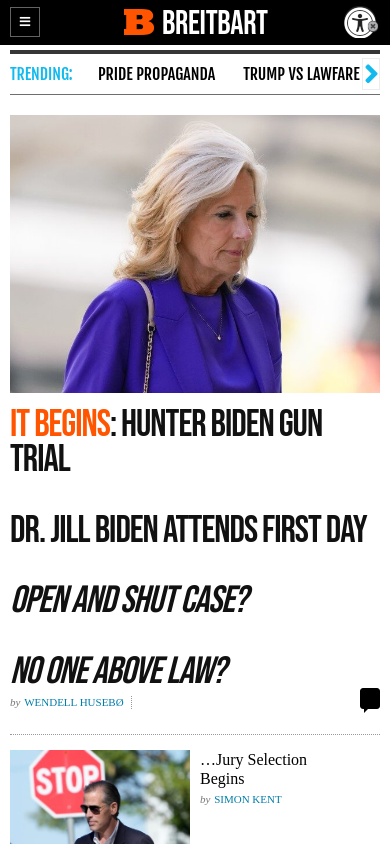 BREITBART
TRENDING:
PRIDE PROPAGANDA
TRUMP VS LAWFARE
IT BEGINS: HUNTER BIDEN GUN
TRIAL
DR. JILL BIDEN ATTENDS FIRST DAY
OPEN AND SHUT CASE?
NO ONE ABOVE LAW?
by WENDELL HUSEBØ
STOP
…Jury Selection
Begins
by SIMON KENT